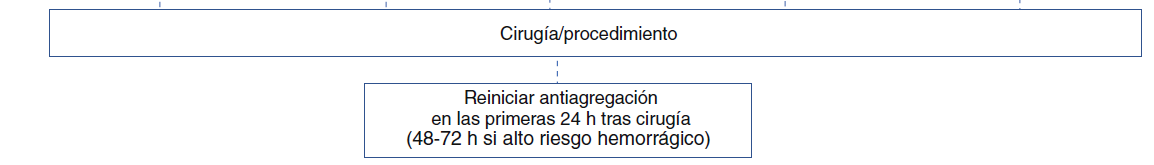 Cirugía/procedimiento
Reiniciar antiagregación
en las primeras 24 h tras cirugía
(48-72 h si alto riesgo hemorrágico)